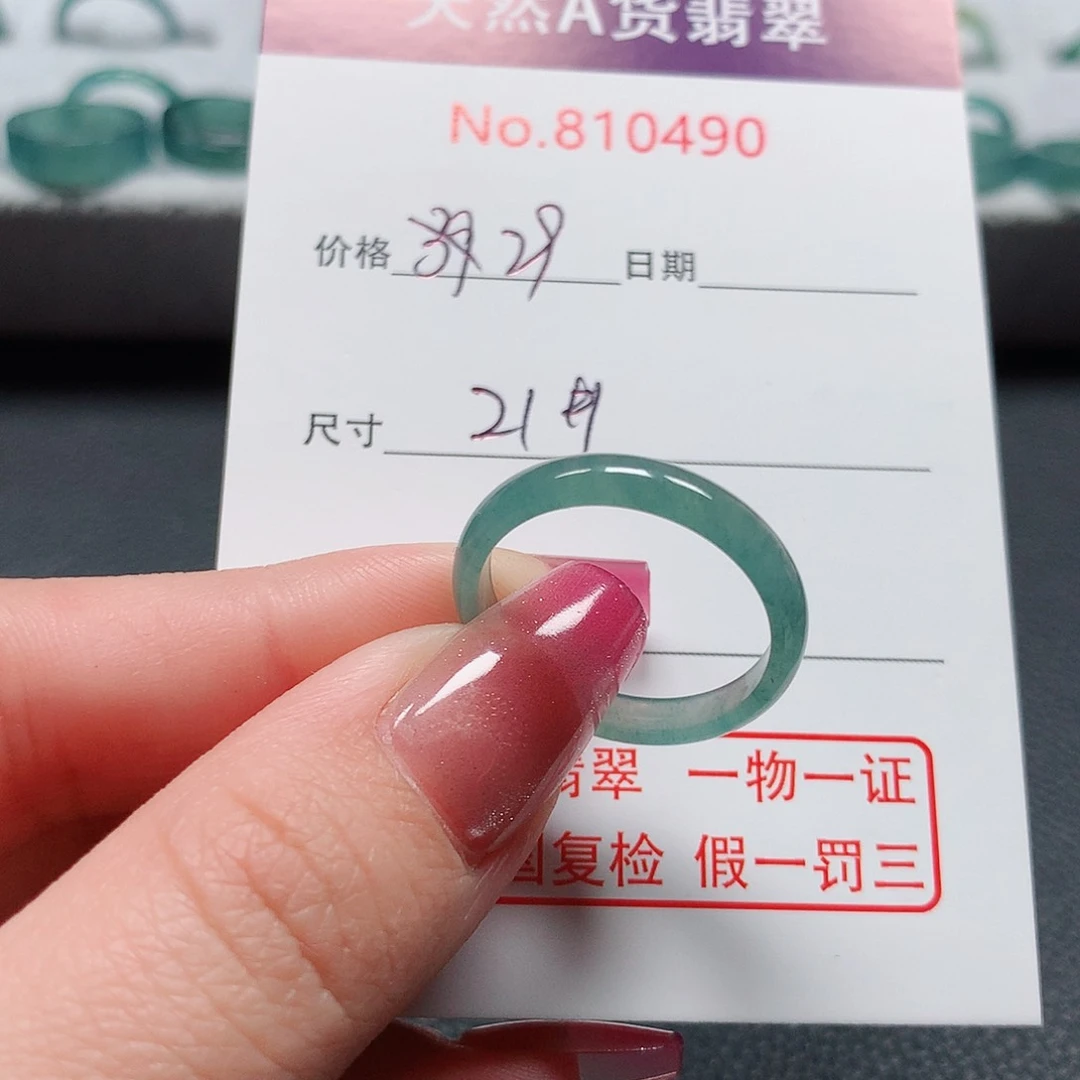 天然A货翡翠
No.810490
价格 29 日期
尺寸 21
翡翠 一物一证
国复检 假一罚三